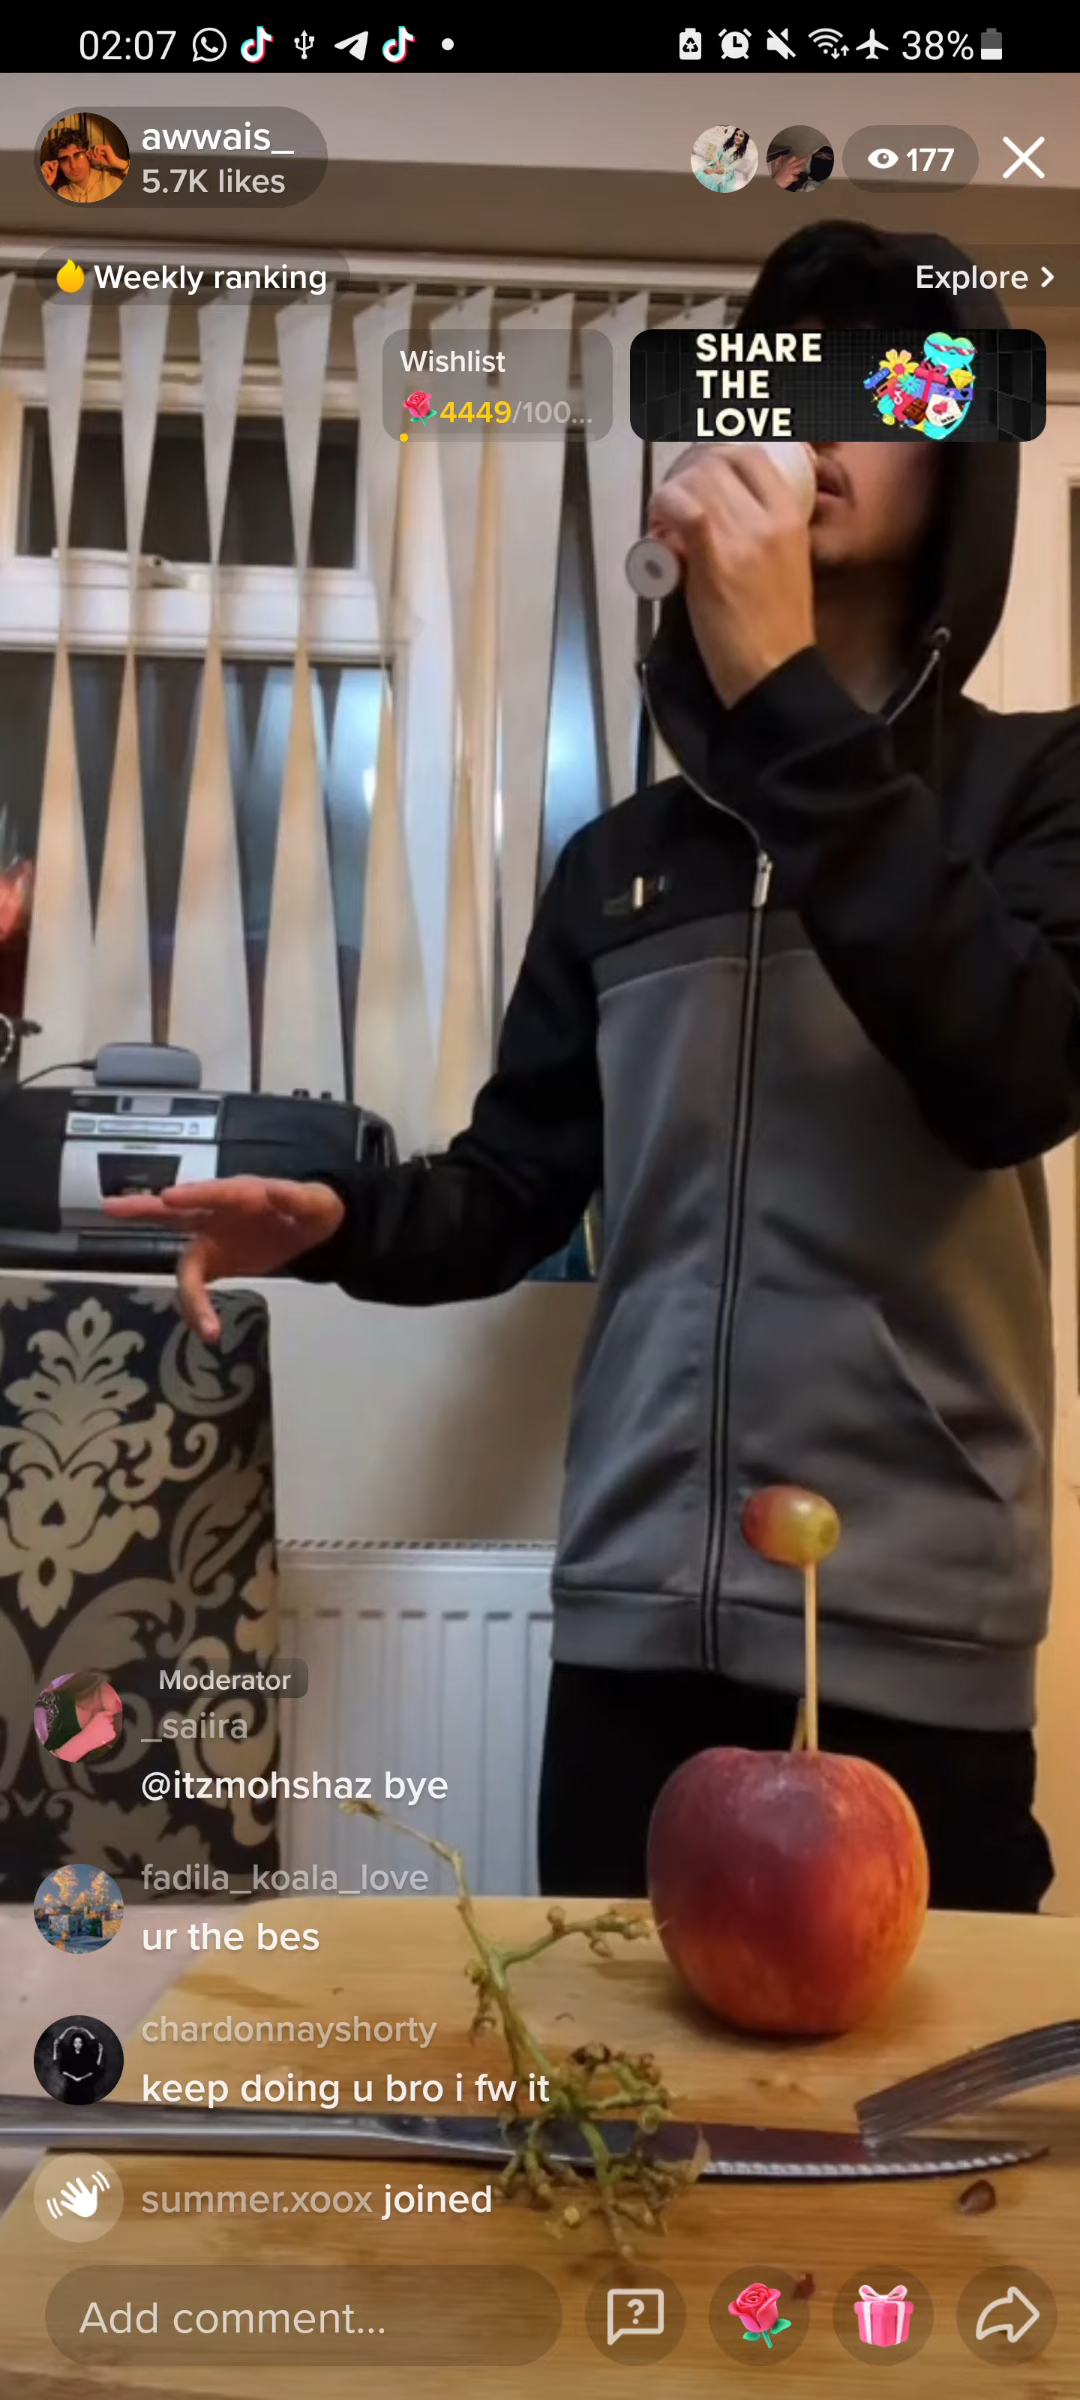 02:07
38%
awwais_
5.7K likes
177
Weekly ranking
Explore
Wishlist
4449/100...
SHARE
THE
LOVE
Moderator
_saiira
@itzmohshaz bye
fadila_koala_love
ur the bes
chardonnayshorty
keep doing u bro i fw it
summer.xoox joined
Add comment...